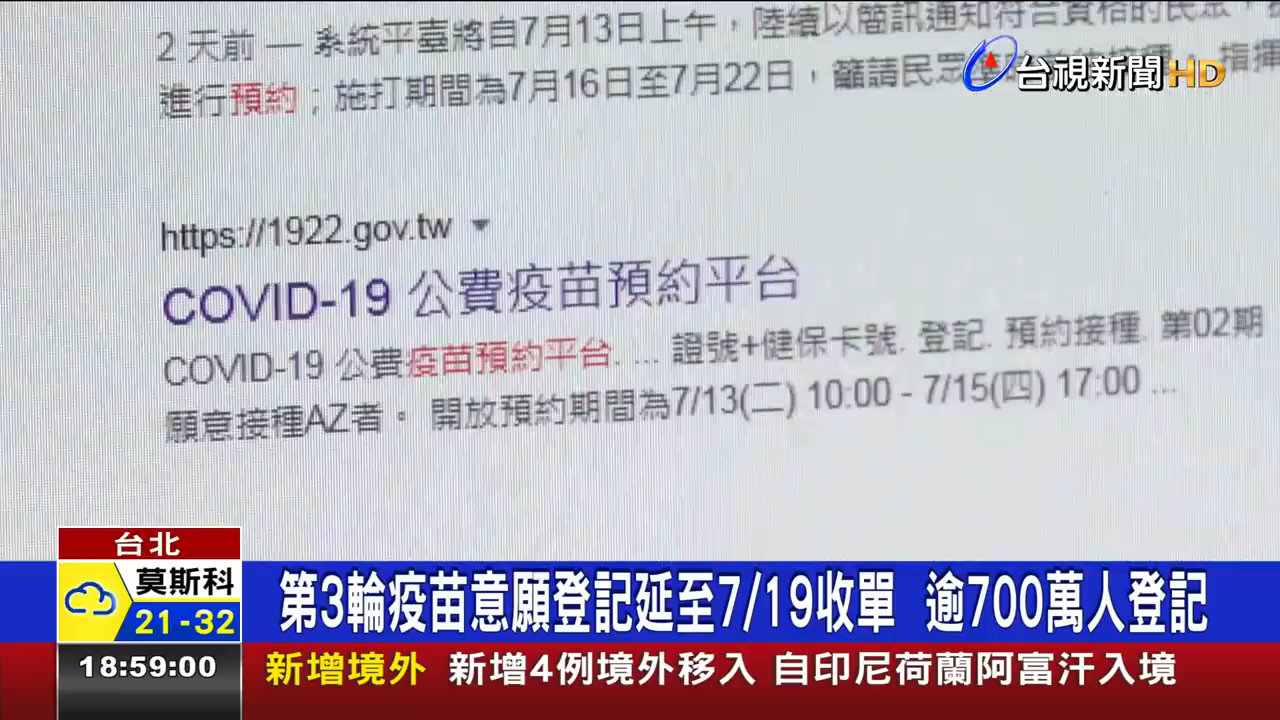 2 天前 — 系統平臺將自7月13日上午，陸續以簡訊通知符合資格的民眾，
進行預約；施打期間為7月16日至7月22日，籲請民眾
指揮
台視新聞HD
https://1922.gov.tw
COVID-19 公費疫苗預約平台
COVID-19 公費疫苗預約平台. ... 證號+健保卡號. 登記. 預約接種. 第02期
願意接種AZ者。 開放預約期間為7/13(二) 10:00 - 7/15(四) 17:00 ...
台北
莫斯科
21-32
第3輪疫苗意願登記延至7/19收單 逾700萬人登記
18:59:00
新增境外 新增4例境外移入 自印尼荷蘭阿富汗入境